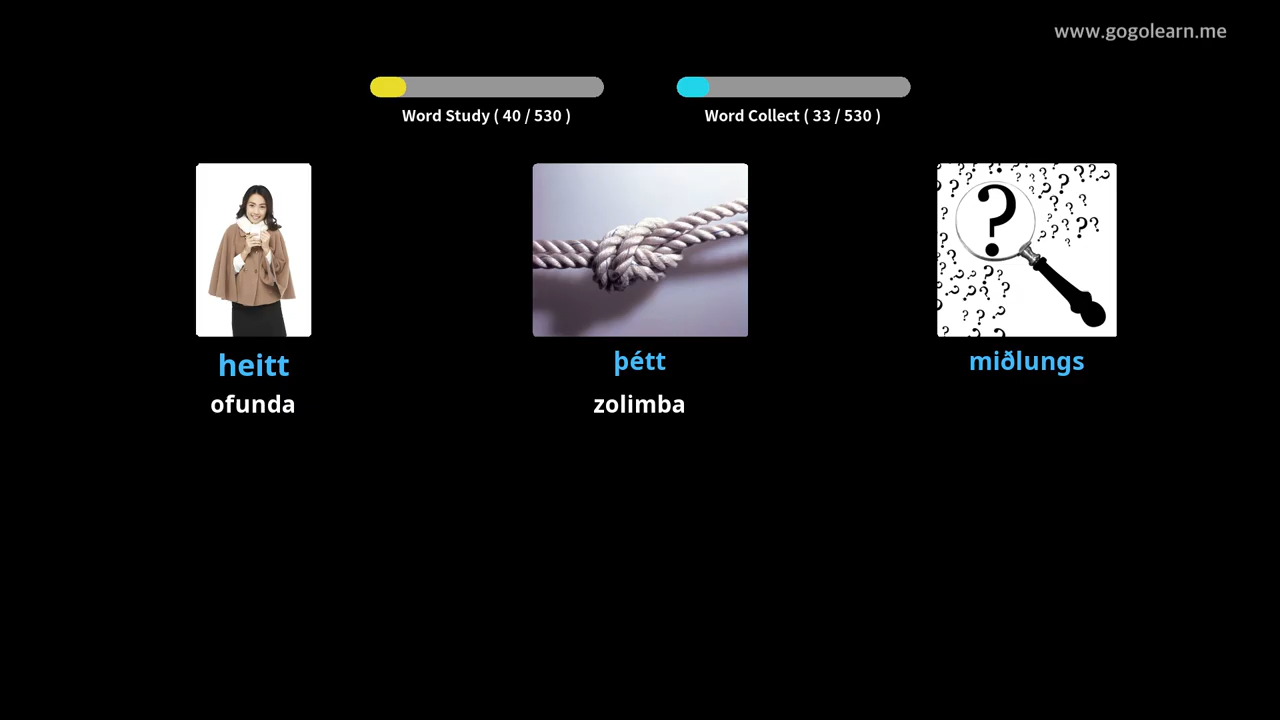 www.gogolearn.me
Word Study ( 40 / 530 )
Word Collect ( 33 / 530 )
heitt
þétt
miðlungs
ofunda
zolimba